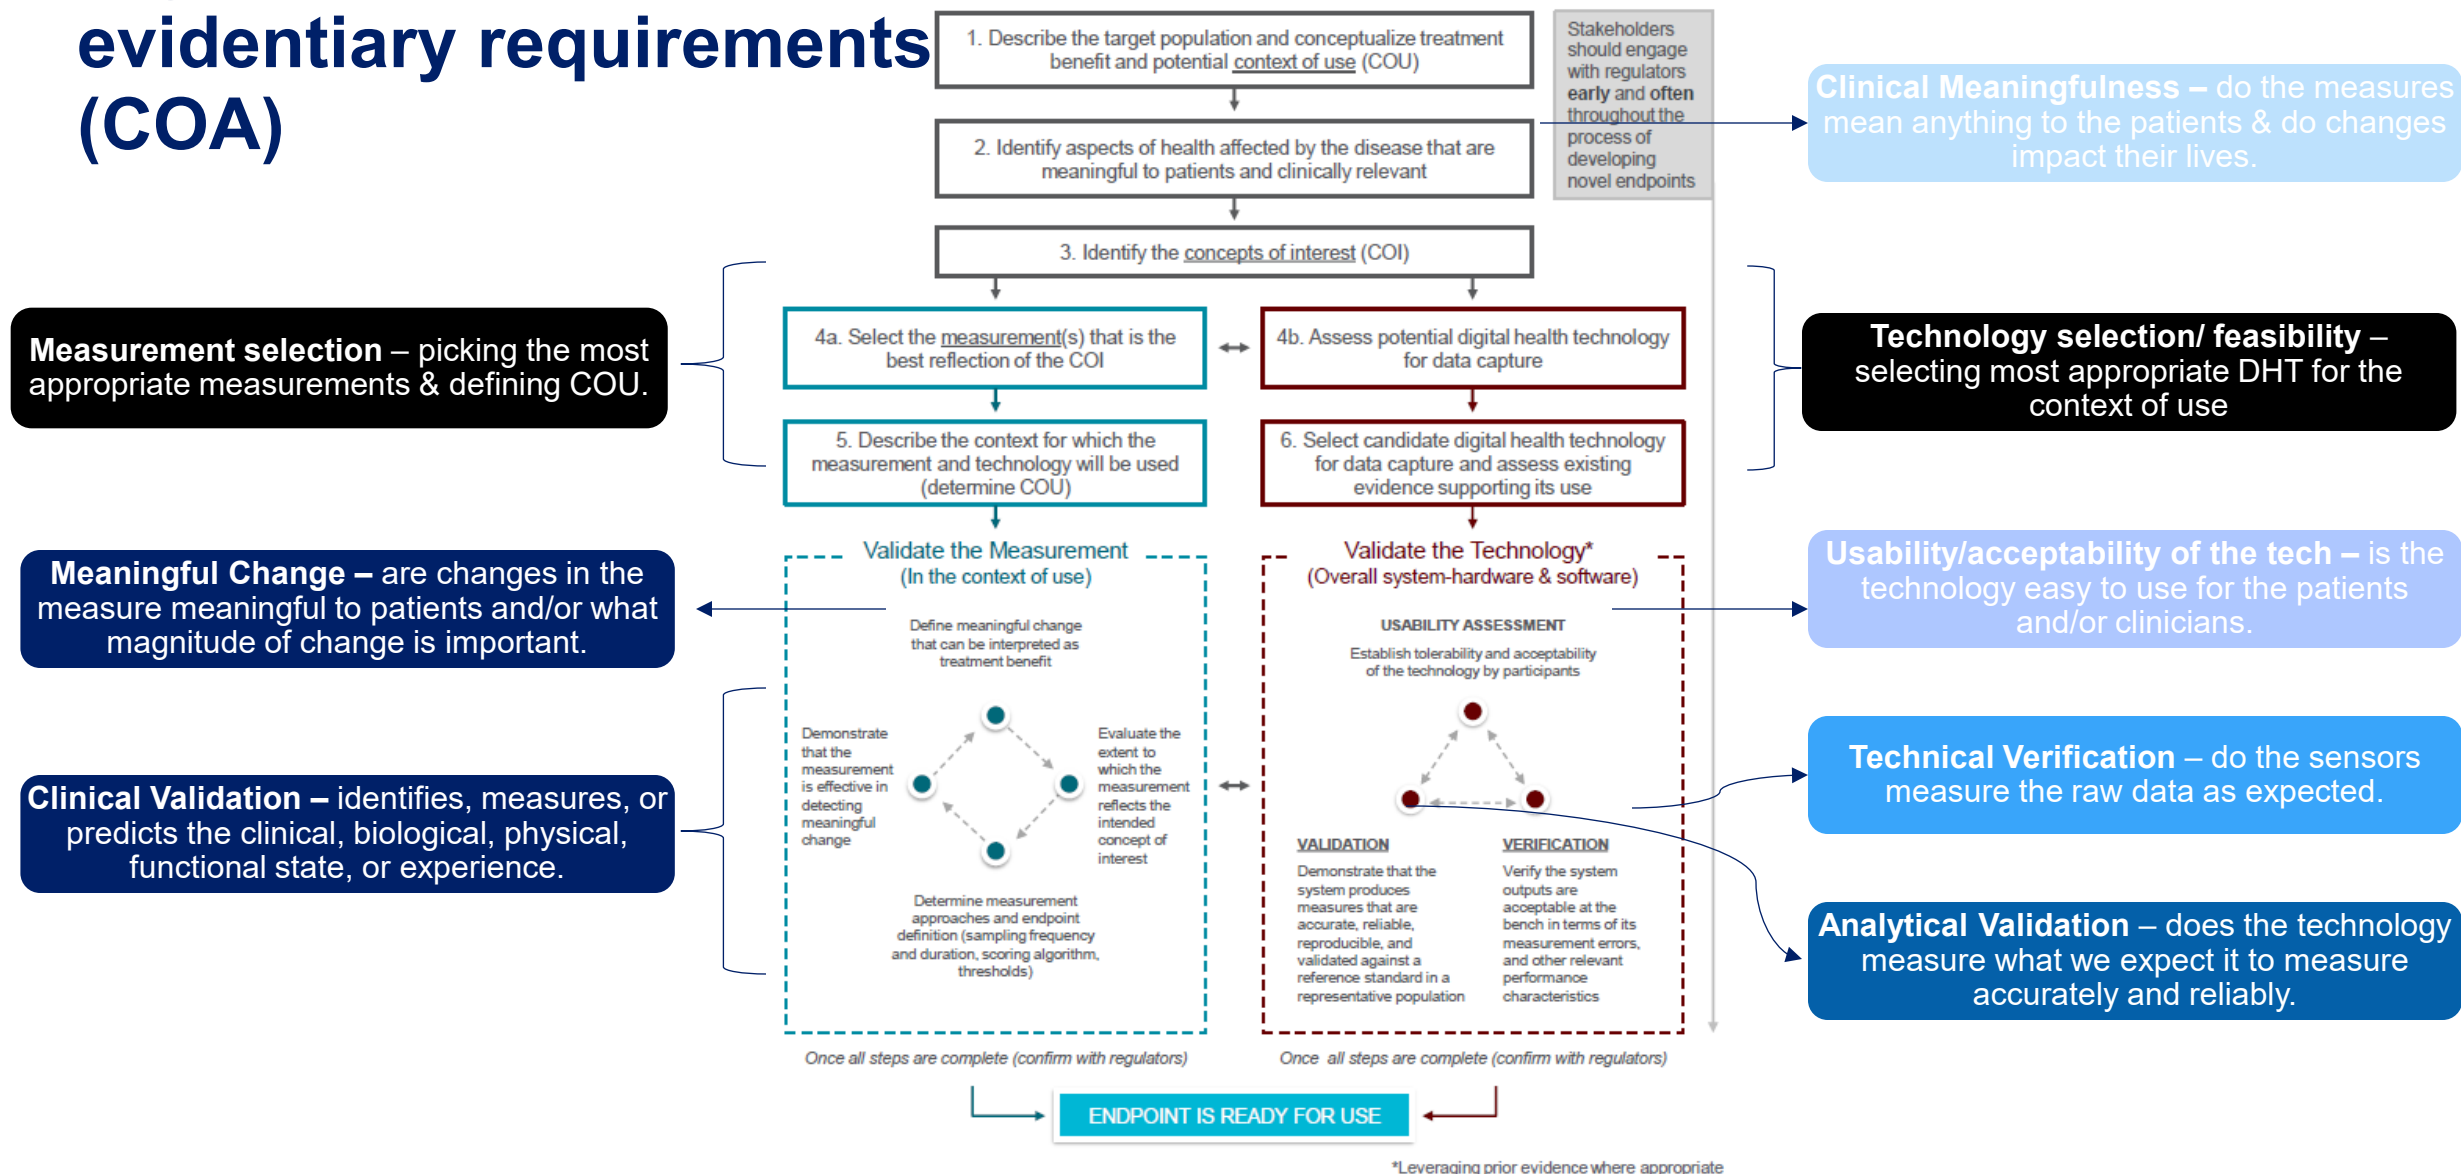 evidentiary requirements
(COA)
1. Describe the target population and conceptualize treatment
benefit and potential context of use (COU)
Stakeholders
should engage
with regulators
early and often
throughout the
process of
developing
novel endpoints
Clinical Meaningfulness – do the measures
mean anything to the patients & do changes
impact their lives.
2. Identify aspects of health affected by the disease that are
meaningful to patients and clinically relevant
3. Identify the concepts of interest (COI)
Measurement selection – picking the most
appropriate measurements & defining COU.
4a. Select the measurement(s) that is the
best reflection of the COI
4b. Assess potential digital health technology
for data capture
Technology selection/ feasibility –
selecting most appropriate DHT for the
context of use
5. Describe the context for which the
measurement and technology will be used
(determine COU)
6. Select candidate digital health technology
for data capture and assess existing
evidence supporting its use
Meaningful Change – are changes in the
measure meaningful to patients and/or what
magnitude of change is important.
Validate the Measurement
(In the context of use)
Define meaningful change
that can be interpreted as
treatment benefit
Validate the Technology*
(Overall system-hardware & software)
USABILITY ASSESSMENT
Establish tolerability and acceptability
of the technology by participants
Usability/acceptability of the tech – is the
technology easy to use for the patients
and/or clinicians.
Clinical Validation – identifies, measures, or
predicts the clinical, biological, physical,
functional state, or experience.
Demonstrate
that the
measurement
is effective in
detecting
meaningful
change
Evaluate the
extent to
which the
measurement
reflects the
intended
concept of
interest
Determine measurement
approaches and endpoint
definition (sampling frequency
and duration, scoring algorithm,
thresholds)
VALIDATION
Demonstrate that the
system produces
measures that are
accurate, reliable,
reproducible, and
validated against a
reference standard in a
representative population
VERIFICATION
Verify the system
outputs are
acceptable at the
bench in terms of its
measurement errors,
and other relevant
performance
characteristics
Technical Verification – do the sensors
measure the raw data as expected.
Analytical Validation – does the technology
measure what we expect it to measure
accurately and reliably.
Once all steps are complete (confirm with regulators)
Once all steps are complete (confirm with regulators)
ENDPOINT IS READY FOR USE
*Leveraging prior evidence where appropriate